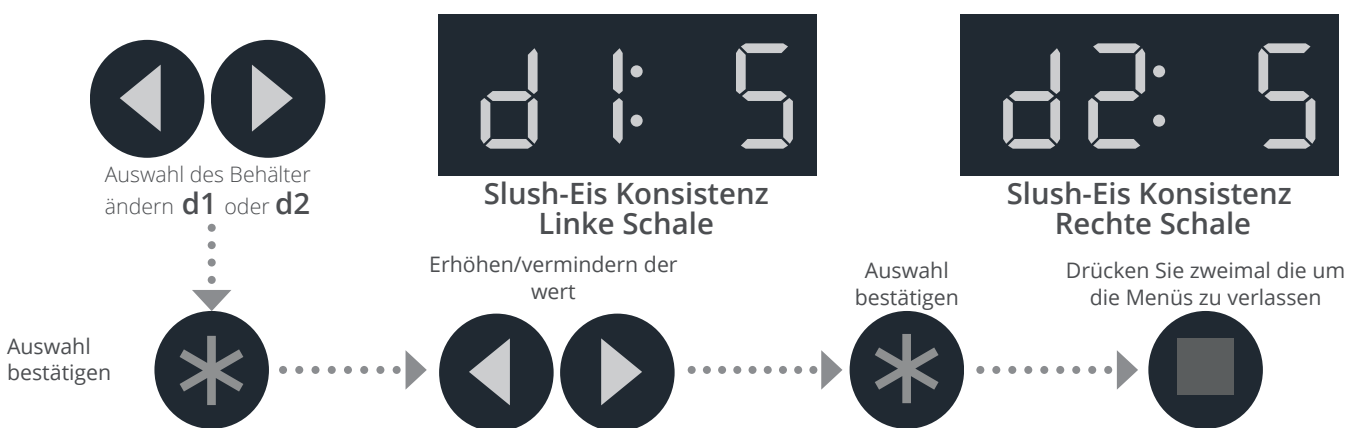 d1: 5
d2: 5
Auswahl des Behälter
ändern d1 oder d2
Slush-Eis Konsistenz
Linke Schale
Slush-Eis Konsistenz
Rechte Schale
Auswahl
bestätigen
Erhöhen/vermindern der
wert
Auswahl
bestätigen
Drücken Sie zweimal die um
die Menüs zu verlassen